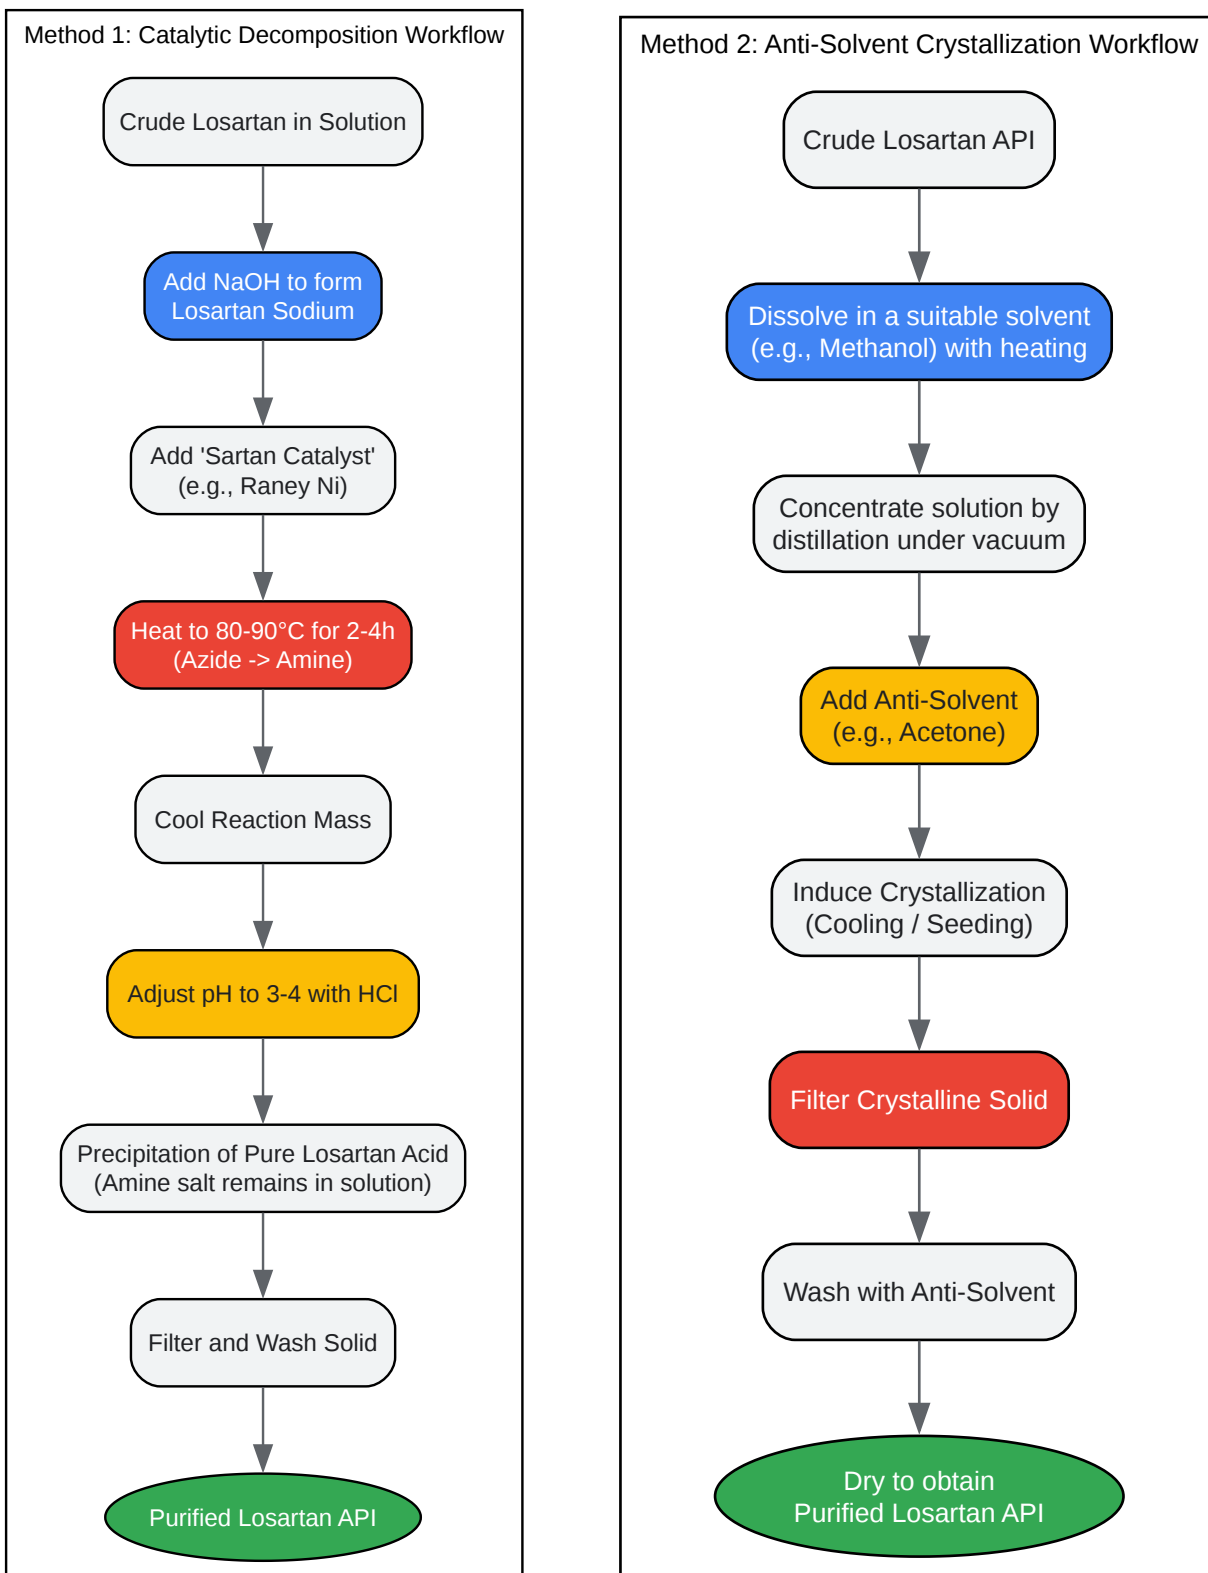 Method 1: Catalytic Decomposition Workflow
Crude Losartan in Solution
Add NaOH to form
Losartan Sodium
Add 'Sartan Catalyst'
(e.g., Raney Ni)
Heat to 80-90°C for 2-4h
(Azide -> Amine)
Cool Reaction Mass
Adjust pH to 3-4 with HCl
Precipitation of Pure Losartan Acid
(Amine salt remains in solution)
Filter and Wash Solid
Purified Losartan API
Method 2: Anti-Solvent Crystallization Workflow
Crude Losartan API
Dissolve in a suitable solvent
(e.g., Methanol) with heating
Concentrate solution by
distillation under vacuum
Add Anti-Solvent
(e.g., Acetone)
Induce Crystallization
(Cooling / Seeding)
Filter Crystalline Solid
Wash with Anti-Solvent
Dry to obtain
Purified Losartan API